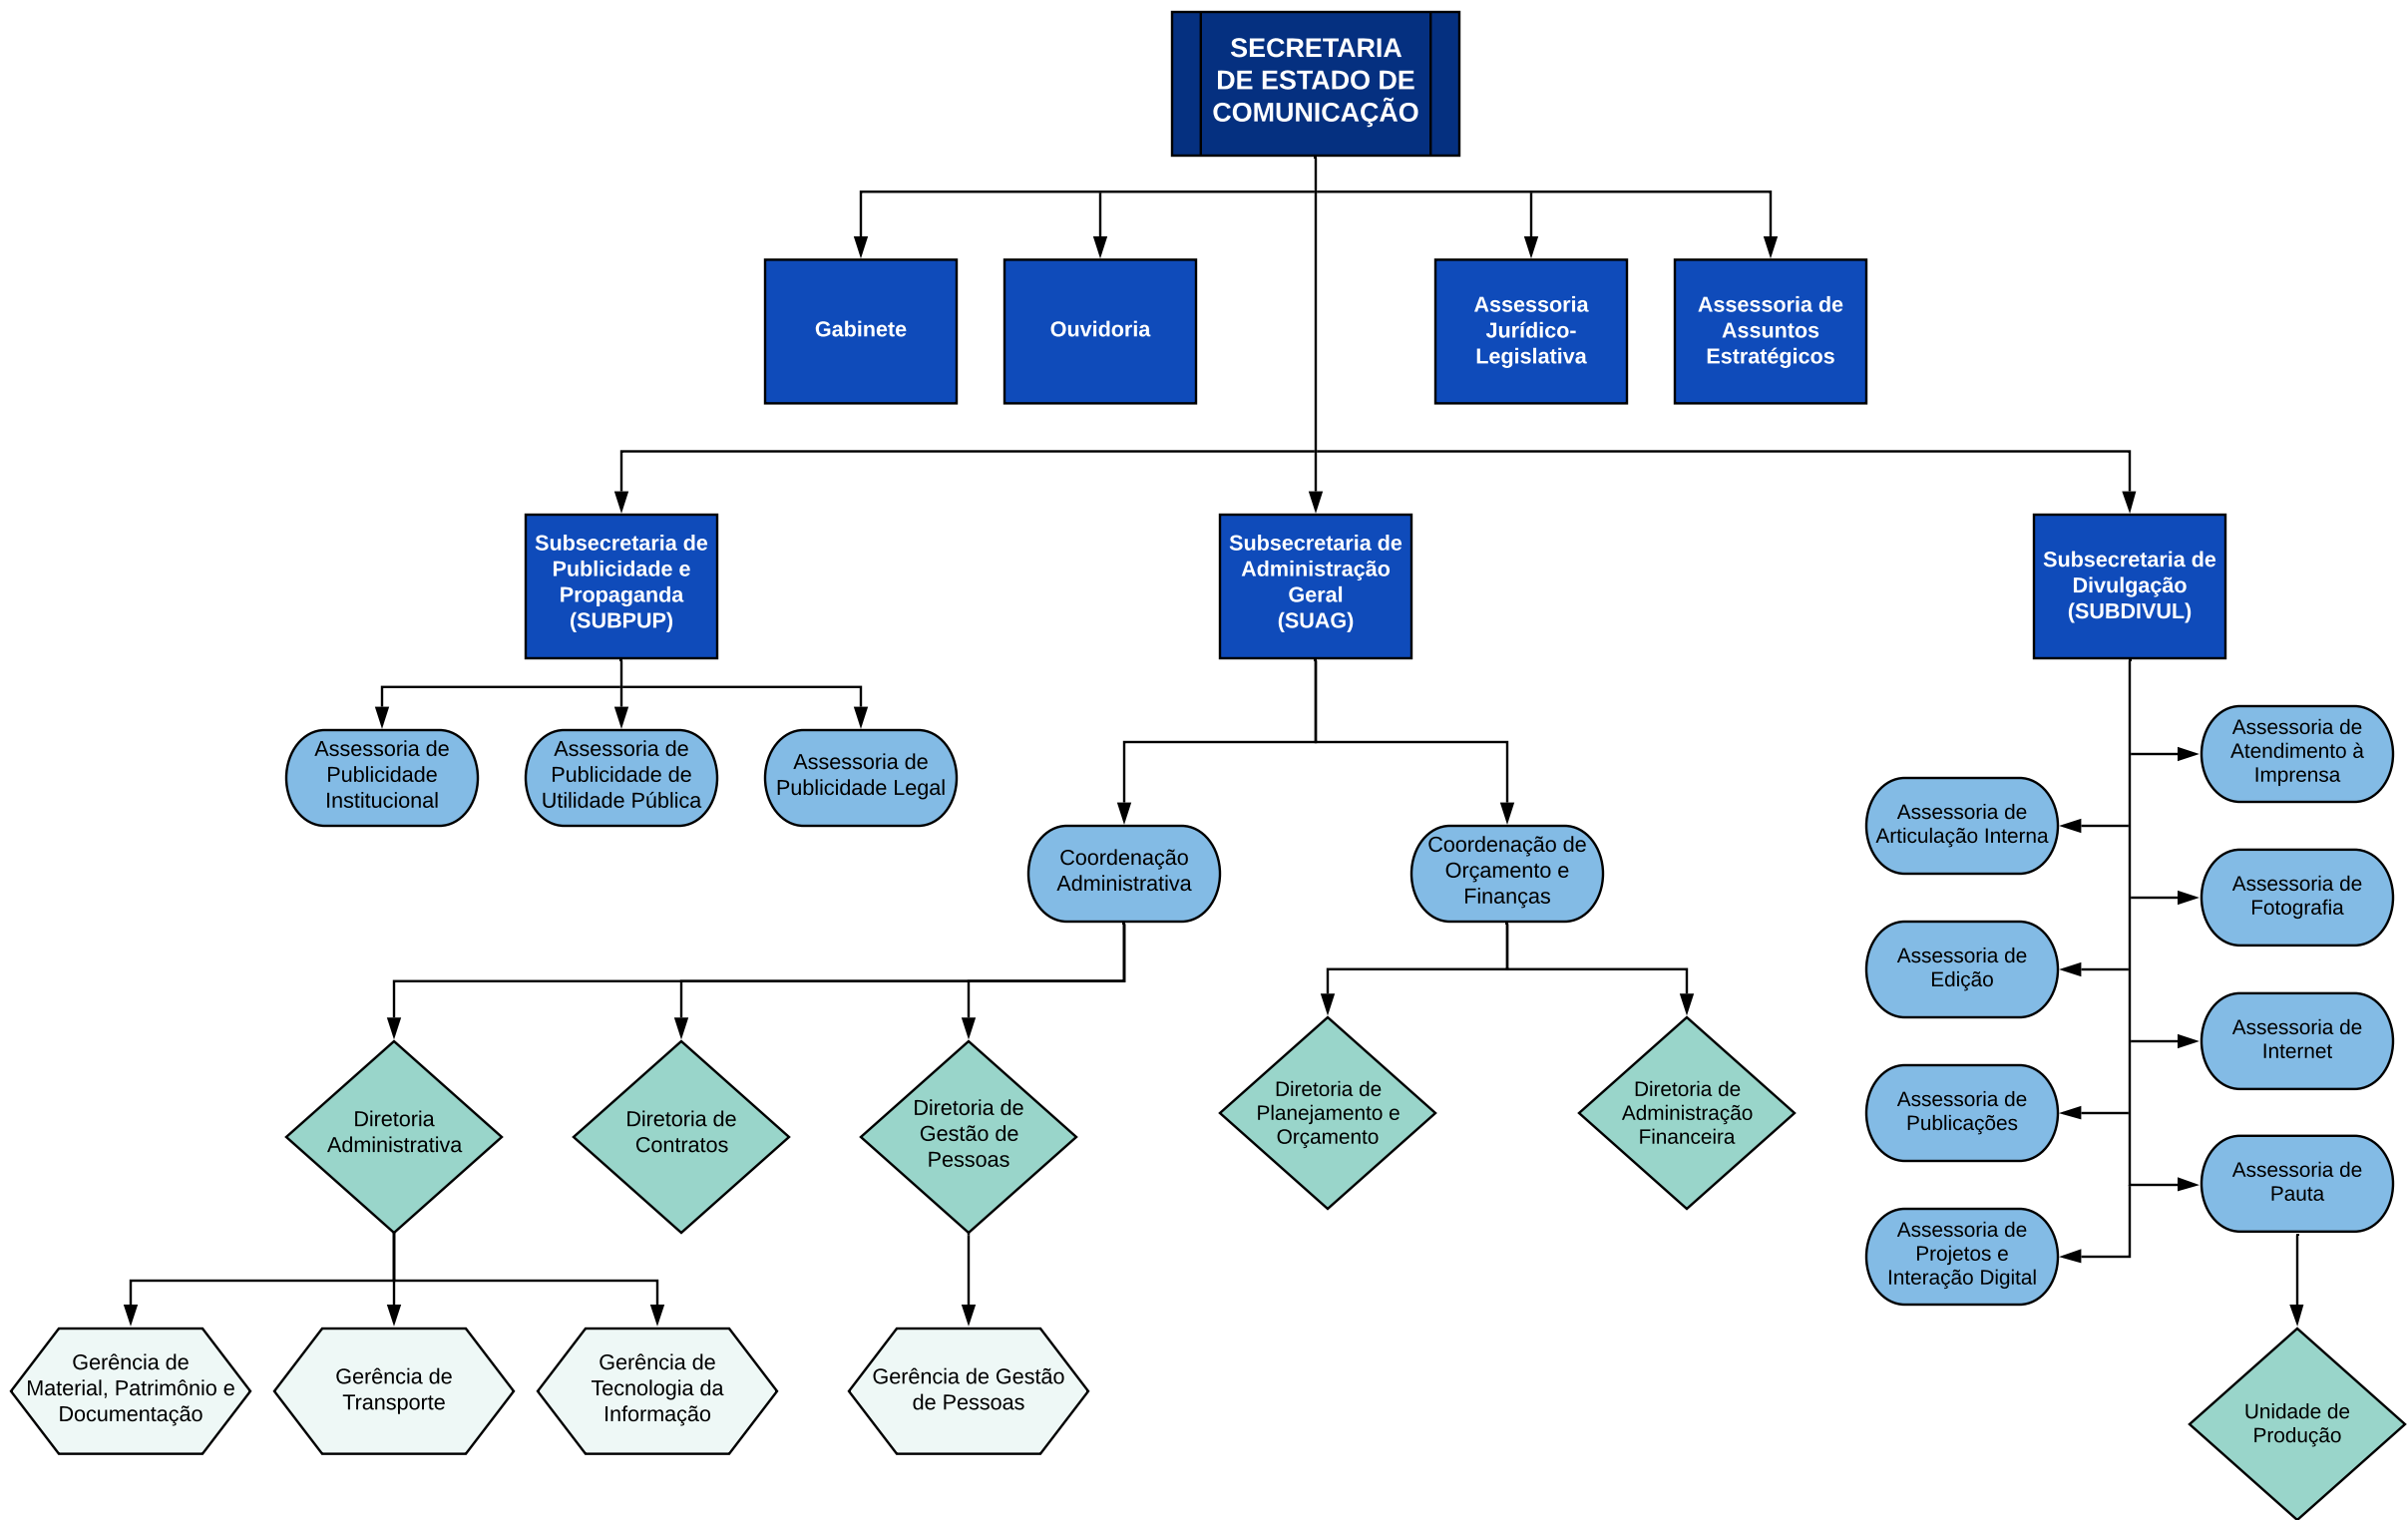 SECRETARIA
DE ESTADO DE
COMUNICAÇÃO
Gabinete
Ouvidoria
Assessoria
Jurídico-
Legislativa
Assessoria de
Assuntos
Estratégicos
Subsecretaria de
Publicidade e
Propaganda
(SUBPUP)
Subsecretaria de
Administração
Geral
(SUAG)
Subsecretaria de
Divulgação
(SUBDIVUL)
Assessoria de
Publicidade
Institucional
Assessoria de
Publicidade de
Utilidade Pública
Assessoria de
Publicidade Legal
Coordenação
Administrativa
Coordenação de
Orçamento e
Finanças
Assessoria de
Atendimento à
Imprensa
Assessoria de
Articulação Interna
Assessoria de
Fotografia
Assessoria de
Edição
Assessoria de
Internet
Assessoria de
Publicações
Assessoria de
Pauta
Assessoria de
Projetos e
Interação Digital
Diretoria
Administrativa
Diretoria de
Contratos
Diretoria de
Gestão de
Pessoas
Diretoria de
Planejamento e
Orçamento
Diretoria de
Administração
Financeira
Gerência de
Material, Patrimônio e
Documentação
Gerência de
Transporte
Gerência de
Tecnologia da
Informação
Gerência de Gestão
de Pessoas
Unidade de
Produção